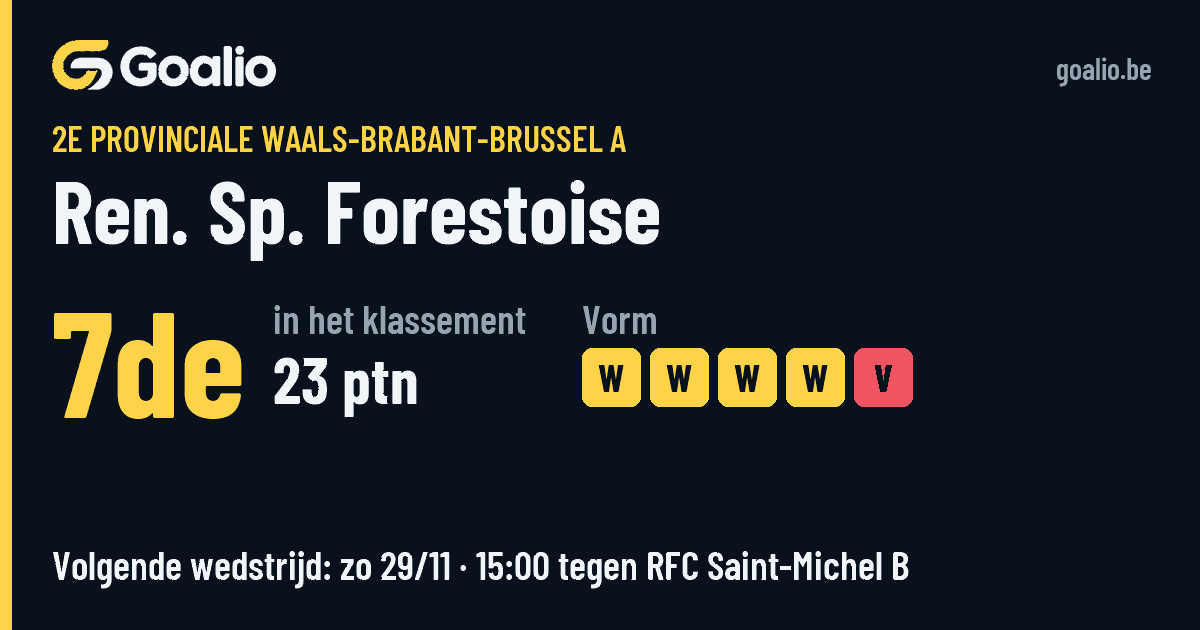 Goalio
goalio.be
2E PROVINCIALE WAALS-BRABANT-BRUSSEL A
Ren. Sp. Forestoise
7de
in het klassement
23 ptn
Vorm
W W W W V
Volgende wedstrijd: zo 29/11 · 15:00 tegen RFC Saint-Michel B